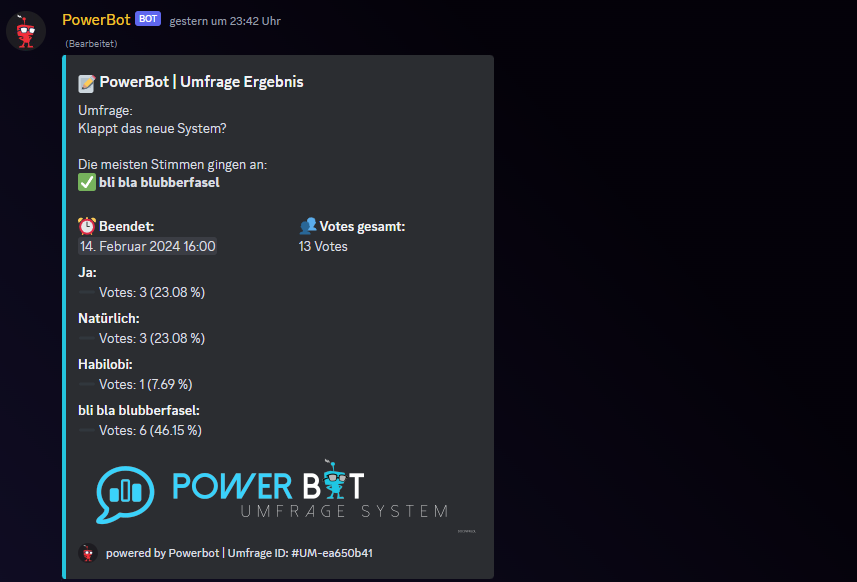 PowerBot BOT gestern um 23:42 Uhr
(Bearbeitet)
PowerBot | Umfrage Ergebnis
Umfrage:
Klappt das neue System?
Die meisten Stimmen gingen an:
bli bla blubberfasel
Beendet:
14. Februar 2024 16:00
Votes gesamt:
13 Votes
Ja:
Votes: 3 (23.08 %)
Natürlich:
Votes: 3 (23.08 %)
Habilobi:
Votes: 1 (7.69 %)
bli bla blubberfasel:
Votes: 6 (46.15 %)
POWER BOT
UMFRAGE SYSTEM
powered by Powerbot | Umfrage ID: #UM-ea650b41